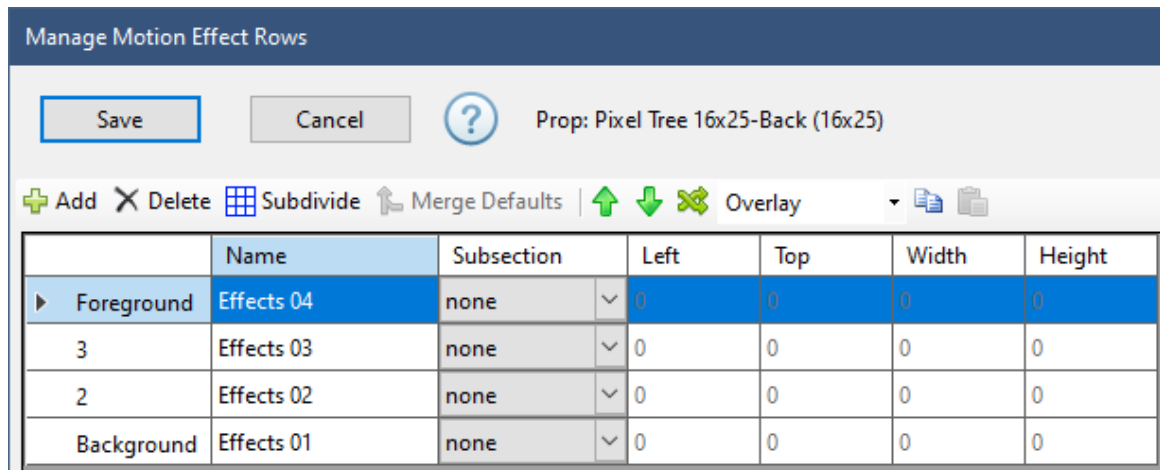 Manage Motion Effect Rows
Save Cancel ? Prop: Pixel Tree 16x25-Back (16x25)
Add Delete Subdivide Merge Defaults Overlay
Name Subsection Left Top Width Height
Foreground Effects 04 none 0 0 0 0
3 Effects 03 none 0 0 0 0
2 Effects 02 none 0 0 0 0
Background Effects 01 none 0 0 0 0